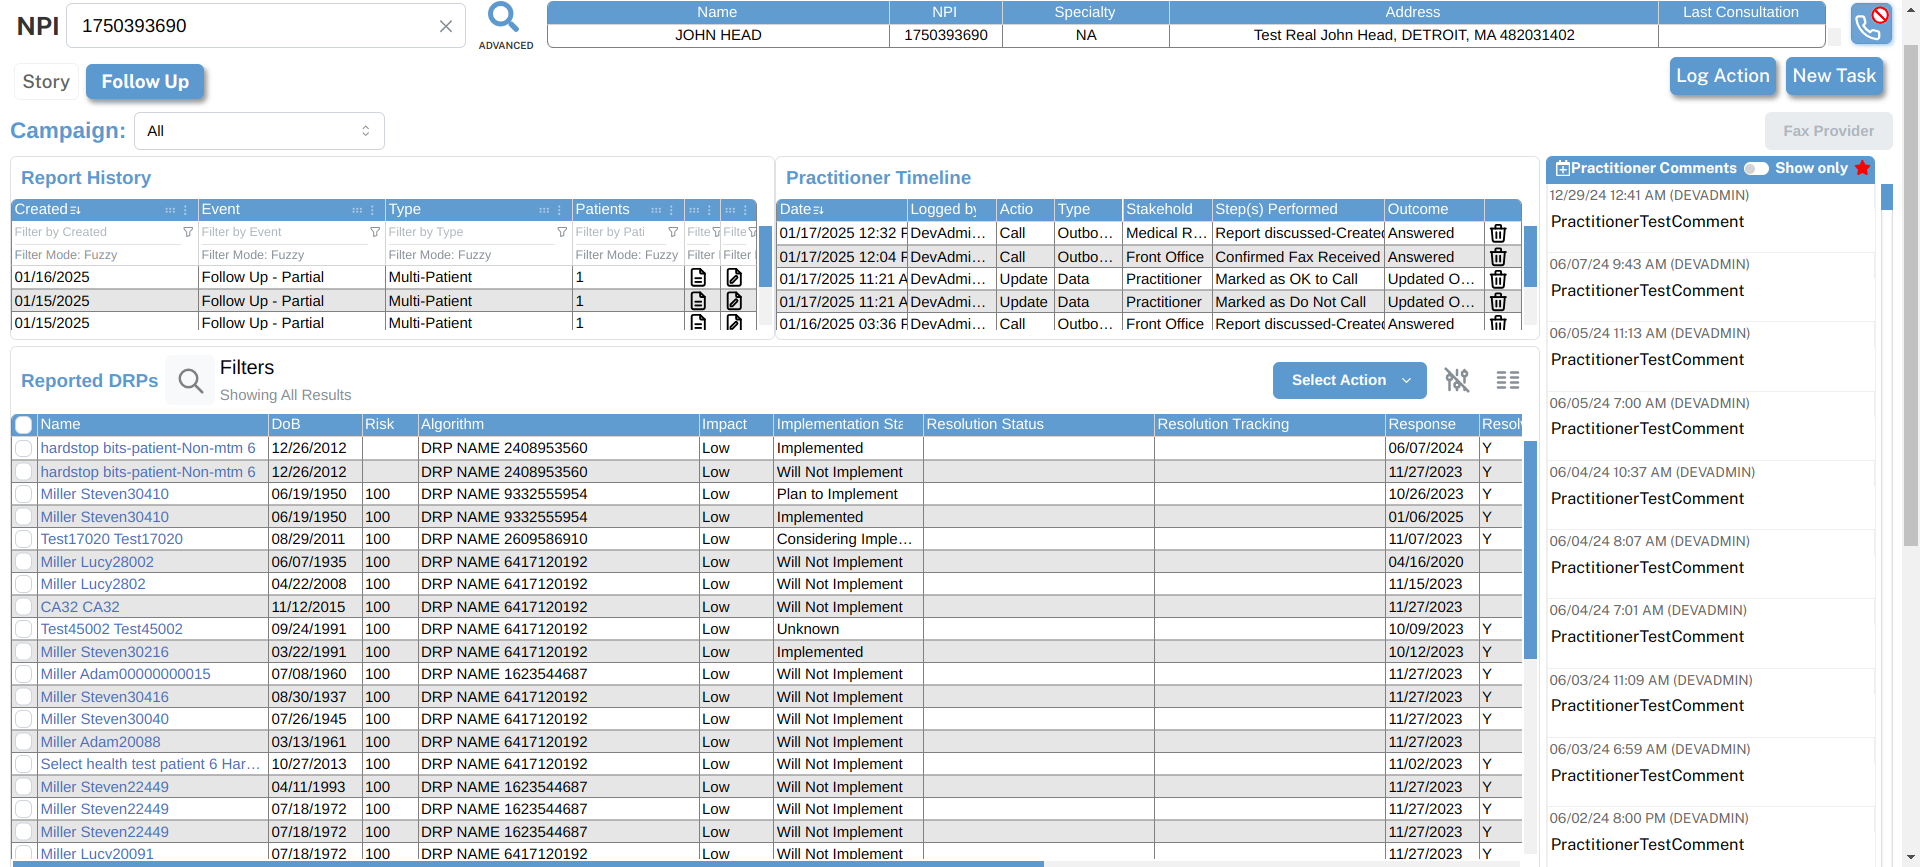 NPI 1750393690
ADVANCED
Name NPI Specialty Address Last Consultation
JOHN HEAD 1750393690 NA Test Real John Head, DETROIT, MA 482031402
Story Follow Up Log Action New Task
Campaign: All Fax Provider
Report History
Created Event Type Patients
Filter by Created Filter by Event Filter by Type Filter by Pati Filte Filte
Filter Mode: Fuzzy Filter Mode: Fuzzy Filter Mode: Fuzzy Filter Mode: Fuzzy Filter Filter
01/16/2025 Follow Up - Partial Multi-Patient 1
01/15/2025 Follow Up - Partial Multi-Patient 1
01/15/2025 Follow Up - Partial Multi-Patient 1
Practitioner Timeline
Date Logged by Actio Type Stakehold Step(s) Performed Outcome
01/17/2025 12:32 P DevAdmi... Call Outbo... Medical R... Report discussed-Created Answered
01/17/2025 12:04 P DevAdmi... Call Outbo... Front Office Confirmed Fax Received Answered
01/17/2025 11:21 A DevAdmi... Update Data Practitioner Marked as OK to Call Updated O...
01/17/2025 11:21 A DevAdmi... Update Data Practitioner Marked as Do Not Call Updated O...
01/16/2025 03:36 P DevAdmi... Call Outbo... Front Office Report discussed-Created Answered
Reported DRPs
Filters
Showing All Results
Select Action
Name DoB Risk Algorithm Impact Implementation Sta Resolution Status Resolution Tracking Response Resolv
hardstop bits-patient-Non-mtm 6 12/26/2012 DRP NAME 2408953560 Low Implemented 06/07/2024 Y
hardstop bits-patient-Non-mtm 6 12/26/2012 DRP NAME 2408953560 Low Will Not Implement 11/27/2023 Y
Miller Steven30410 06/19/1950 100 DRP NAME 9332555954 Low Plan to Implement 10/26/2023 Y
Miller Steven30410 06/19/1950 100 DRP NAME 9332555954 Low Implemented 01/06/2025 Y
Test17020 Test17020 08/29/2011 100 DRP NAME 2609586910 Low Considering Imple... 11/07/2023 Y
Miller Lucy28002 06/07/1935 100 DRP NAME 6417120192 Low Will Not Implement 04/16/2020
Miller Lucy2802 04/22/2008 100 DRP NAME 6417120192 Low Will Not Implement 11/15/2023
CA32 CA32 11/12/2015 100 DRP NAME 6417120192 Low Will Not Implement 11/27/2023
Test45002 Test45002 09/24/1991 100 DRP NAME 6417120192 Low Unknown 10/09/2023 Y
Miller Steven30216 03/22/1991 100 DRP NAME 6417120192 Low Implemented 10/12/2023 Y
Miller Adam00000000015 07/08/1960 100 DRP NAME 1623544687 Low Will Not Implement 11/27/2023 Y
Miller Steven30416 08/30/1937 100 DRP NAME 6417120192 Low Will Not Implement 11/27/2023 Y
Miller Steven30040 07/26/1945 100 DRP NAME 6417120192 Low Will Not Implement 11/27/2023 Y
Miller Adam20088 03/13/1961 100 DRP NAME 6417120192 Low Will Not Implement 11/27/2023
Select health test patient 6 Har... 10/27/2013 100 DRP NAME 6417120192 Low Will Not Implement 11/02/2023 Y
Miller Steven22449 04/11/1993 100 DRP NAME 1623544687 Low Will Not Implement 11/27/2023 Y
Miller Steven22449 07/18/1972 100 DRP NAME 1623544687 Low Will Not Implement 11/27/2023 Y
Miller Steven22449 07/18/1972 100 DRP NAME 1623544687 Low Will Not Implement 11/27/2023 Y
Miller Lucy20091 07/18/1972 100 DRP NAME 6417120192 Low Will Not Implement 11/27/2023 Y
Practitioner Comments Show only
12/29/24 12:41 AM (DEVADMIN)
PractitionerTestComment
06/07/24 9:43 AM (DEVADMIN)
PractitionerTestComment
06/05/24 11:13 AM (DEVADMIN)
PractitionerTestComment
06/05/24 7:00 AM (DEVADMIN)
PractitionerTestComment
06/04/24 10:37 AM (DEVADMIN)
PractitionerTestComment
06/04/24 8:07 AM (DEVADMIN)
PractitionerTestComment
06/04/24 7:01 AM (DEVADMIN)
PractitionerTestComment
06/03/24 11:09 AM (DEVADMIN)
PractitionerTestComment
06/03/24 6:59 AM (DEVADMIN)
PractitionerTestComment
06/02/24 8:00 PM (DEVADMIN)
PractitionerTestComment